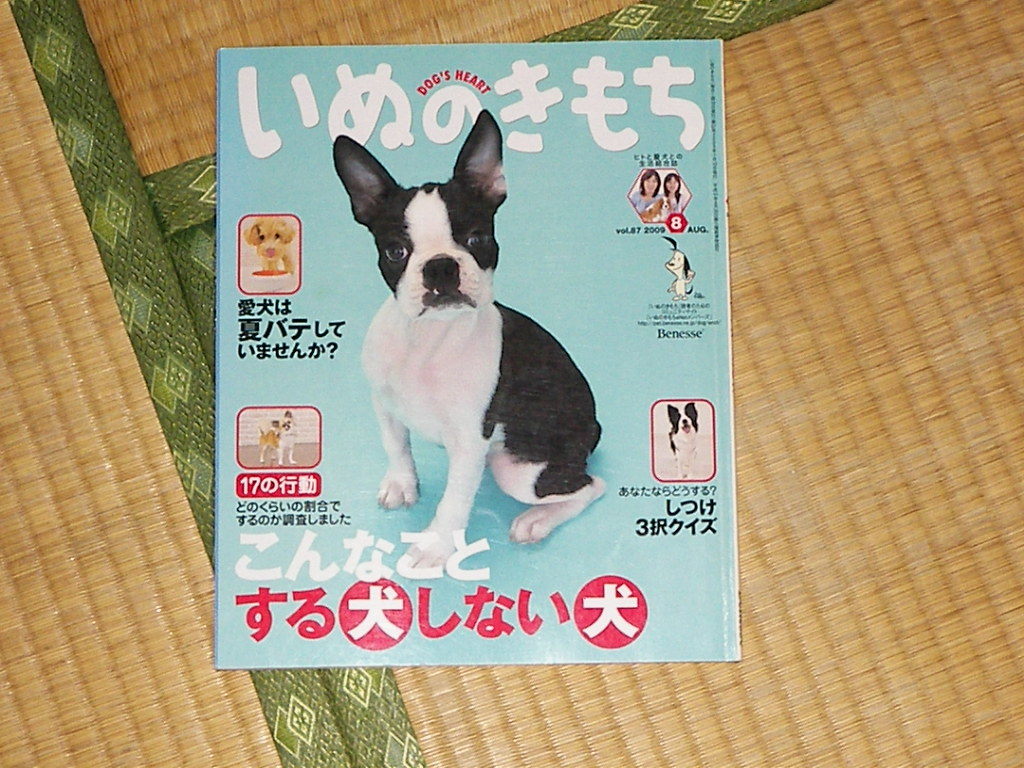 いぬのきもち
DOG'S HEART
ヒトと愛犬との
生活総合誌
vol.87 2009 8 AUG.
Benesse
愛犬は
夏バテして
いませんか?
17の行動
どのくらいの割合で
するのか調査しました
あなたならどうする?
しつけ
3択クイズ
こんなこと
する犬しない犬